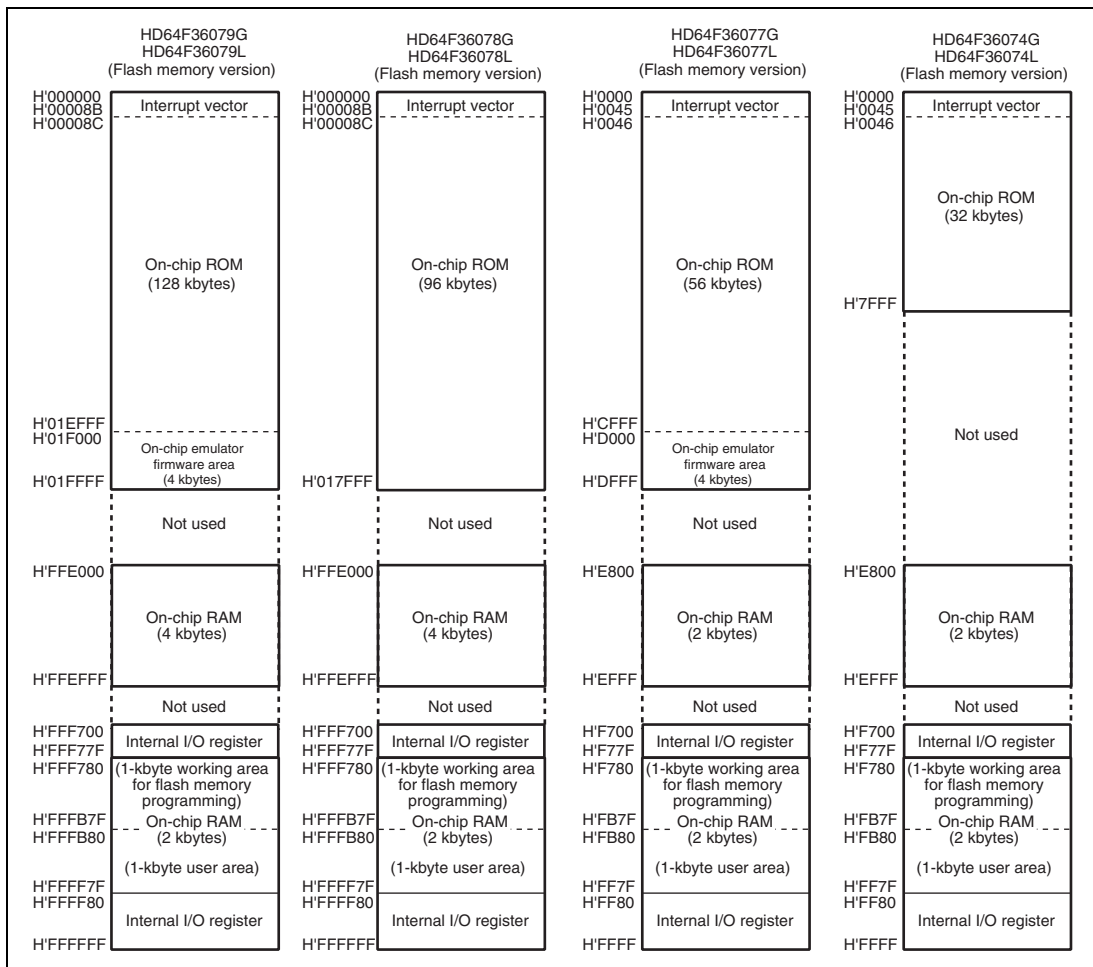 HD64F36079G
HD64F36079L
(Flash memory version)
H'000000
H'00008B
H'00008C
Interrupt vector
On-chip ROM
(128 kbytes)
H'01EFFF
H'01F000
On-chip emulator
firmware area
(4 kbytes)
H'01FFFF
Not used
H'FFE000
On-chip RAM
(4 kbytes)
H'FFEFFF
Not used
H'FFF700
Internal I/O register
H'FFF77F
H'FFF780
(1-kbyte working area
for flash memory
programming)
H'FFFB7F
On-chip RAM
H'FFFB80
(2 kbytes)
(1-kbyte user area)
H'FFFF7F
H'FFFF80
Internal I/O register
H'FFFFFF
HD64F36078G
HD64F36078L
(Flash memory version)
H'000000
H'00008B
H'00008C
Interrupt vector
On-chip ROM
(96 kbytes)
H'017FFF
Not used
H'FFE000
On-chip RAM
(4 kbytes)
H'FFEFFF
Not used
H'FFF700
Internal I/O register
H'FFF77F
H'FFF780
(1-kbyte working area
for flash memory
programming)
H'FFFB7F
On-chip RAM
H'FFFB80
(2 kbytes)
(1-kbyte user area)
H'FFFF7F
H'FFFF80
Internal I/O register
H'FFFFFF
HD64F36077G
HD64F36077L
(Flash memory version)
H'0000
H'0045
H'0046
Interrupt vector
On-chip ROM
(56 kbytes)
H'CFFF
H'D000
On-chip emulator
firmware area
(4 kbytes)
H'DFFF
Not used
H'E800
On-chip RAM
(2 kbytes)
H'EFFF
Not used
H'F700
Internal I/O register
H'F77F
H'F780
(1-kbyte working area
for flash memory
programming)
H'FB7F
On-chip RAM
H'FB80
(2 kbytes)
(1-kbyte user area)
H'FF7F
H'FF80
Internal I/O register
H'FFFF
HD64F36074G
HD64F36074L
(Flash memory version)
H'0000
H'0045
H'0046
Interrupt vector
On-chip ROM
(32 kbytes)
H'7FFF
Not used
H'E800
On-chip RAM
(2 kbytes)
H'EFFF
Not used
H'F700
Internal I/O register
H'F77F
H'F780
(1-kbyte working area
for flash memory
programming)
H'FB7F
On-chip RAM
H'FB80
(2 kbytes)
(1-kbyte user area)
H'FF7F
H'FF80
Internal I/O register
H'FFFF